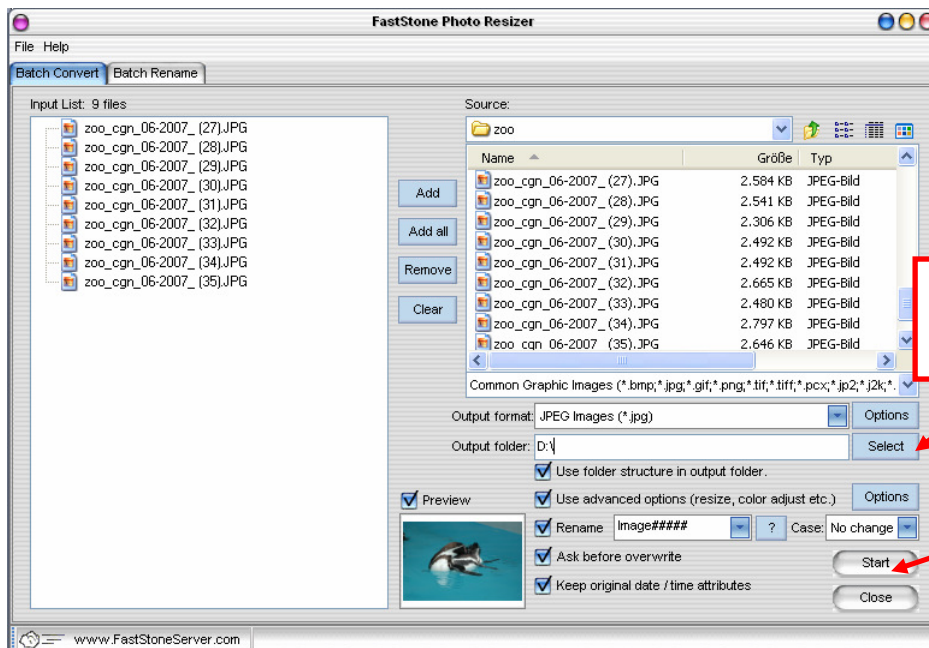 FastStone Photo Resizer
File Help
Batch Convert Batch Rename
Input List: 9 files
zoo_cgn_06-2007_ (27).JPG
zoo_cgn_06-2007_ (28).JPG
zoo_cgn_06-2007_ (29).JPG
zoo_cgn_06-2007_ (30).JPG
zoo_cgn_06-2007_ (31).JPG
zoo_cgn_06-2007_ (32).JPG
zoo_cgn_06-2007_ (33).JPG
zoo_cgn_06-2007_ (34).JPG
zoo_cgn_06-2007_ (35).JPG
Add
Add all
Remove
Clear
Source:
zoo
Name Größe Typ
zoo_cgn_06-2007_ (27).JPG 2.584 KB JPEG-Bild
zoo_cgn_06-2007_ (28).JPG 2.541 KB JPEG-Bild
zoo_cgn_06-2007_ (29).JPG 2.306 KB JPEG-Bild
zoo_cgn_06-2007_ (30).JPG 2.492 KB JPEG-Bild
zoo_cgn_06-2007_ (31).JPG 2.492 KB JPEG-Bild
zoo_cgn_06-2007_ (32).JPG 2.665 KB JPEG-Bild
zoo_cgn_06-2007_ (33).JPG 2.480 KB JPEG-Bild
zoo_cgn_06-2007_ (34).JPG 2.797 KB JPEG-Bild
zoo_cgn_06-2007_ (35).JPG 2.646 KB JPEG-Bild
Common Graphic Images (*.bmp;*.jpg;*.gif;*.png;*.tif;*.tiff;*.pcx;*.jp2;*.j2k;*.
Output format: JPEG Images (*.jpg) Options
Output folder: D:\ Select
Use folder structure in output folder.
Preview
Use advanced options (resize, color adjust etc.) Options
Rename Image##### ? Case: No change
Ask before overwrite
Start
Keep original date / time attributes
Close
www.FastStoneServer.com